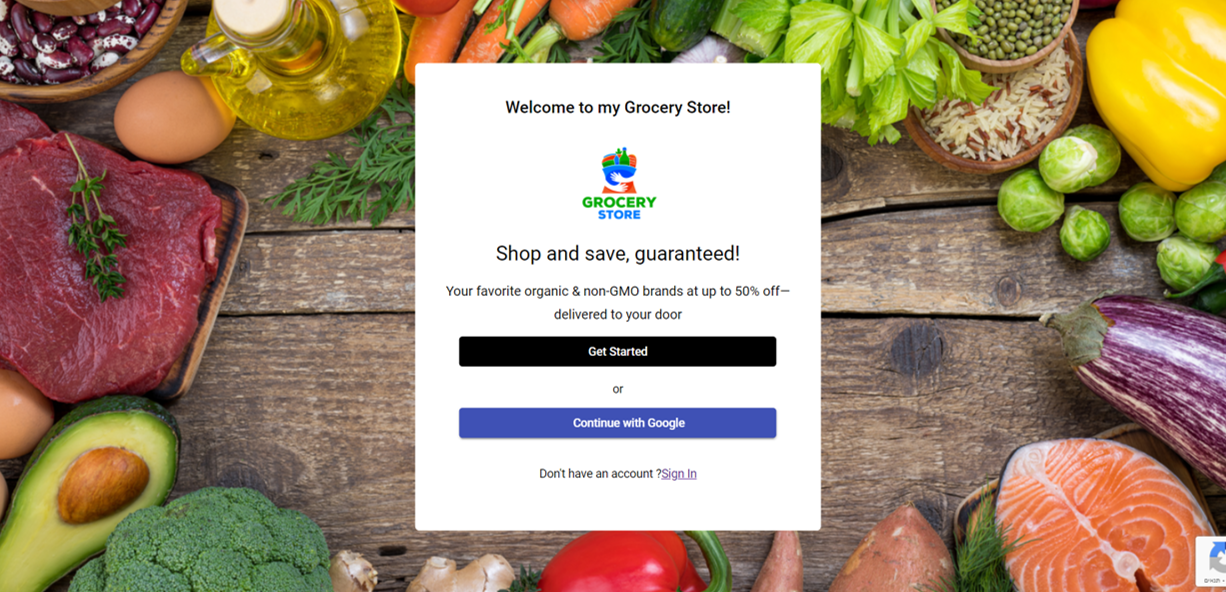 Welcome to my Grocery Store!
GROCERY
STORE
Shop and save, guaranteed!
Your favorite organic & non-GMO brands at up to 50% off—
delivered to your door
Get Started
or
Continue with Google
Don't have an account ?Sign In